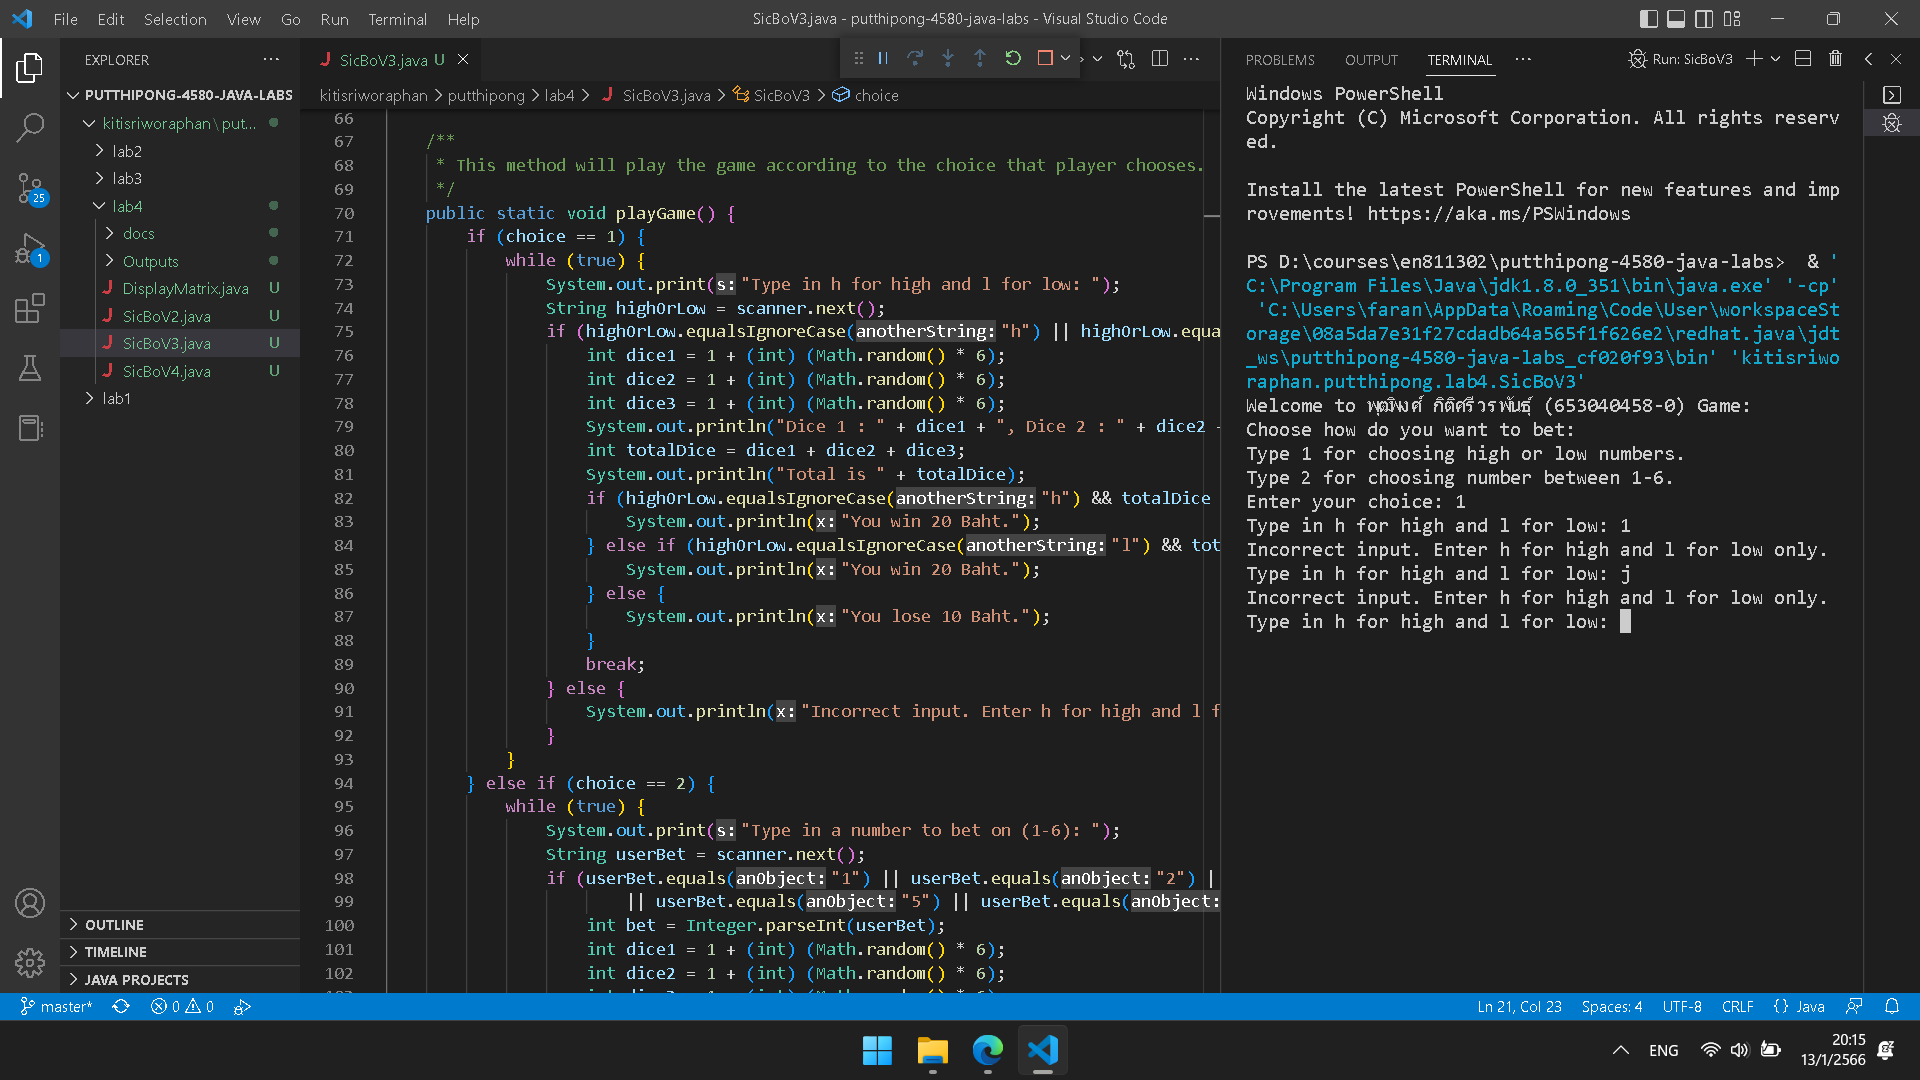 File Edit Selection View Go Run Terminal Help
SicBoV3.java - putthipong-4580-java-labs - Visual Studio Code
EXPLORER
PUTTHIPONG-4580-JAVA-LABS
kitisriworaphan\put...
lab2
lab3
lab4
docs
Outputs
DisplayMatrix.java U
SicBoV2.java U
SicBoV3.java U
SicBoV4.java U
lab1
25
1
OUTLINE
TIMELINE
JAVA PROJECTS
SicBoV3.java U
kitisriworaphan > putthipong > lab4 > SicBoV3.java > SicBoV3 > choice
66
67 /**
68 * This method will play the game according to the choice that player chooses.
69 */
70 public static void playGame() {
71 if (choice == 1) {
72 while (true) {
73 System.out.print(s: "Type in h for high and l for low: ");
74 String highOrLow = scanner.next();
75 if (highOrLow.equalsIgnoreCase(anotherString: "h") || highOrLow.equa
76 int dice1 = 1 + (int) (Math.random() * 6);
77 int dice2 = 1 + (int) (Math.random() * 6);
78 int dice3 = 1 + (int) (Math.random() * 6);
79 System.out.println("Dice 1 : " + dice1 + ", Dice 2 : " + dice2 +
80 int totalDice = dice1 + dice2 + dice3;
81 System.out.println("Total is " + totalDice);
82 if (highOrLow.equalsIgnoreCase(anotherString: "h") && totalDice
83 System.out.println(x: "You win 20 Baht.");
84 } else if (highOrLow.equalsIgnoreCase(anotherString: "l") && tot
85 System.out.println(x: "You win 20 Baht.");
86 } else {
87 System.out.println(x: "You lose 10 Baht.");
88 }
89 break;
90 } else {
91 System.out.println(x: "Incorrect input. Enter h for high and l f
92 }
93 }
94 } else if (choice == 2) {
95 while (true) {
96 System.out.print(s: "Type in a number to bet on (1-6): ");
97 String userBet = scanner.next();
98 if (userBet.equals(anObject: "1") || userBet.equals(anObject: "2") |
99 || userBet.equals(anObject: "5") || userBet.equals(anObject:
100 int bet = Integer.parseInt(userBet);
101 int dice1 = 1 + (int) (Math.random() * 6);
102 int dice2 = 1 + (int) (Math.random() * 6);
PROBLEMS OUTPUT TERMINAL
Run: SicBoV3
Windows PowerShell
Copyright (C) Microsoft Corporation. All rights reserv
ed.
Install the latest PowerShell for new features and imp
rovements! https://aka.ms/PSWindows
PS D:\courses\en811302\putthipong-4580-java-labs> & '
C:\Program Files\Java\jdk1.8.0_351\bin\java.exe' '-cp'
'C:\Users\faran\AppData\Roaming\Code\User\workspaceSt
orage\08a5da7e31f27cdadb64a565f1f626e2\redhat.java\jdt
_ws\putthipong-4580-java-labs_cf020f93\bin' 'kitisriwo
raphan.putthipong.lab4.SicBoV3'
Welcome to พุฒิพงศ์ กิติศรีวรพันธุ์ (653040458-0) Game:
Choose how do you want to bet:
Type 1 for choosing high or low numbers.
Type 2 for choosing number between 1-6.
Enter your choice: 1
Type in h for high and l for low: 1
Incorrect input. Enter h for high and l for low only.
Type in h for high and l for low: j
Incorrect input. Enter h for high and l for low only.
Type in h for high and l for low:
master* 0 0
Ln 21, Col 23 Spaces: 4 UTF-8 CRLF {} Java
ENG
20:15
13/1/2566